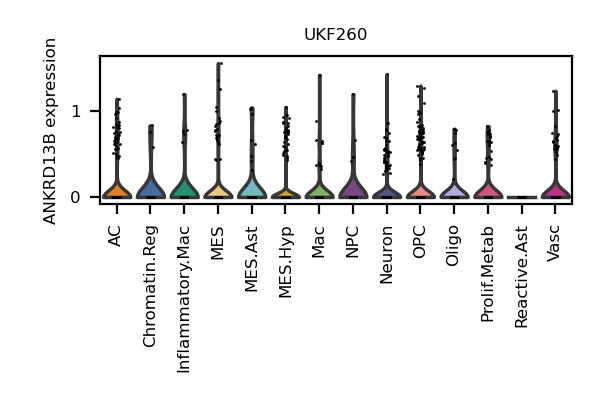 UKF260
ANKRD13B expression
1
0
AC
Chromatin.Reg
Inflammatory.Mac
MES
MES.Ast
MES.Hyp
Mac
NPC
Neuron
OPC
Oligo
Prolif.Metab
Reactive.Ast
Vasc